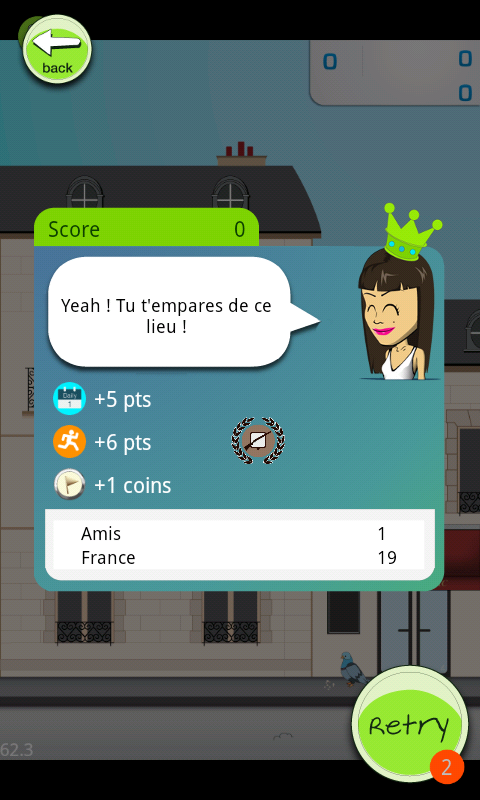 back
0 0
0
Score 0
Yeah ! Tu t'empares de ce
lieu !
Daily
1
+5 pts
+6 pts
+1 coins
Amis 1
France 19
Retry
2
62.3